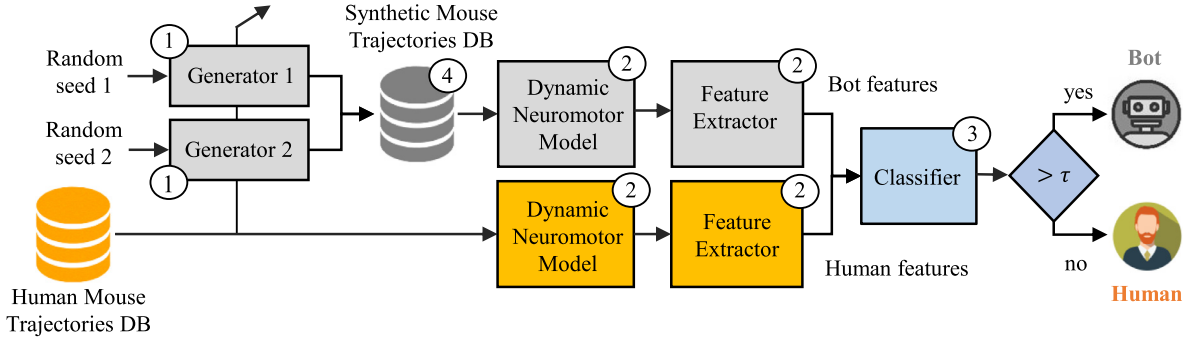 Random
seed 1
1
Generator 1
Random
seed 2
Generator 2
1
Human Mouse
Trajectories DB
Synthetic Mouse
Trajectories DB
4
2
Dynamic
Neuromotor
Model
2
Feature
Extractor
Bot features
2
Dynamic
Neuromotor
Model
2
Feature
Extractor
Human features
3
Classifier
> τ
yes
no
Bot
Human